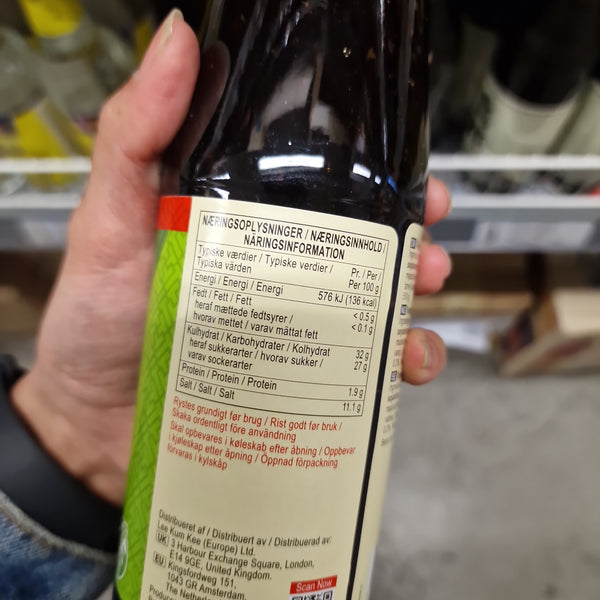 NÆRINGSOPLYSNINGER / NÆRINGSINNHOLD /
NÄRINGSINFORMATION
Typiske værdier / Typiske verdier /
Typiska värden
Pr. / Per /
Per 100 g
Energi / Energi / Energi
576 kJ (136 kcal)
Fedt / Fett / Fett
< 0.5 g
heraf mættede fedtsyrer /
hvorav mettet / varav mättat fett
< 0.1 g
Kulhydrat / Karbohydrater / Kolhydrat
32 g
heraf sukkerarter / hvorav sukker /
varav sockerarter
27 g
Protein / Protein / Protein
1.9 g
Salt / Salt / Salt
11.1 g
Rystes grundigt før brug / Rist godt før bruk /
Skaka ordentligt före användning
Skal opbevares i køleskab efter åbning / Oppbevar
i kjøleskap efter åpning / Öppnad förpackning
förvaras i kylskåp
Distribueret af / Distribuert av / Distribuerad av:
Lee Kum Kee (Europe) Ltd.
UK 3 Harbour Exchange Square, London,
E14 9GE, United Kingdom.
EU Kingsfordweg 151,
1043 GR Amsterdam,
The Netherl
Scan Now